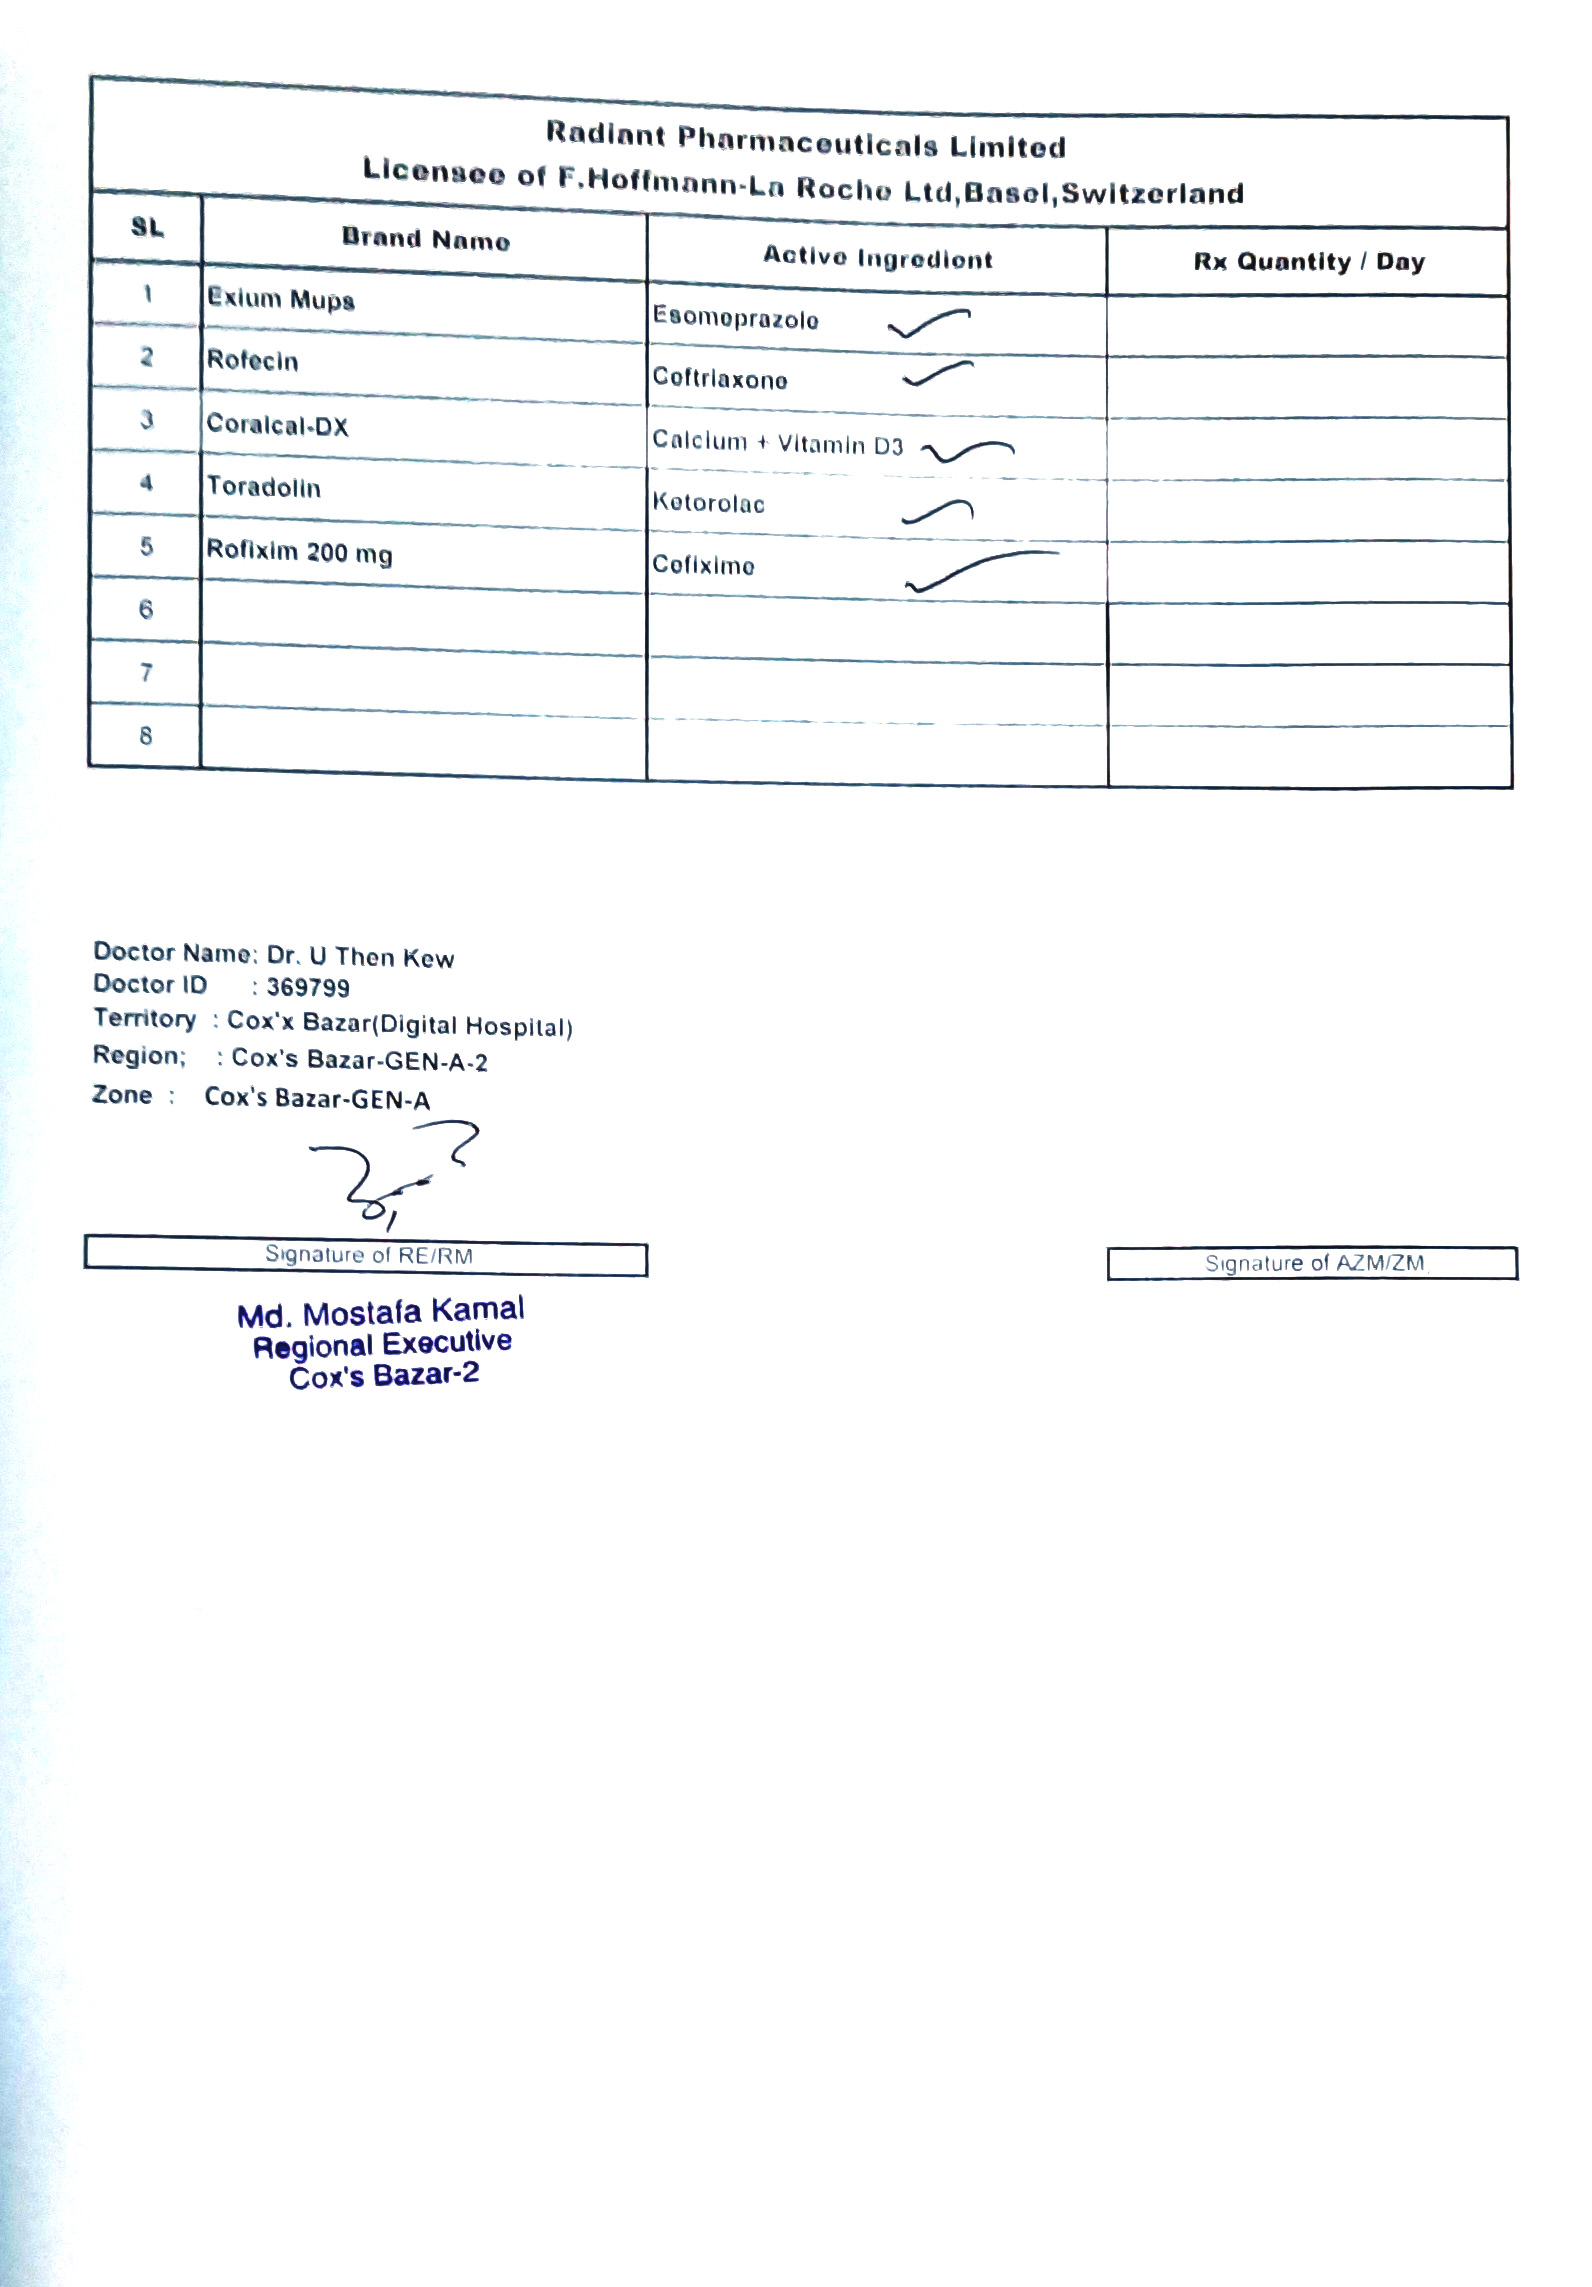 Radiant Pharmaceuticals Limited
Licensee of F.Hoffmann-La Roche Ltd,Basel,Switzerland
SL Brand Name Active Ingredient Rx Quantity / Day
1 Exium Mups Esomeprazole
2 Rofecin Ceftriaxone
3 Coralcal-DX Calcium + Vitamin D3
4 Toradolin Ketorolac
5 Rofixim 200 mg Cefixime
6
7
8
Doctor Name: Dr. U Then Kew
Doctor ID : 369799
Territory : Cox'x Bazar(Digital Hospital)
Region; : Cox's Bazar-GEN-A-2
Zone : Cox's Bazar-GEN-A
Signature of RE/RM Signature of AZM/ZM
Md. Mostafa Kamal
Regional Executive
Cox's Bazar-2